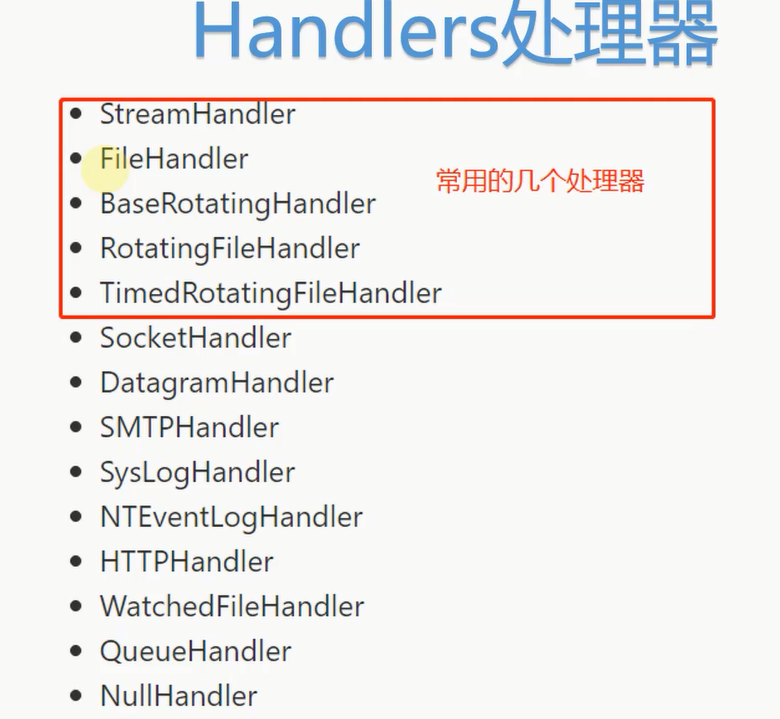 Handlers处理器
StreamHandler
FileHandler
常用的几个处理器
BaseRotatingHandler
RotatingFileHandler
TimedRotatingFileHandler
SocketHandler
DatagramHandler
SMTPHandler
SysLogHandler
NTEventLogHandler
HTTPHandler
WatchedFileHandler
QueueHandler
NullHandler